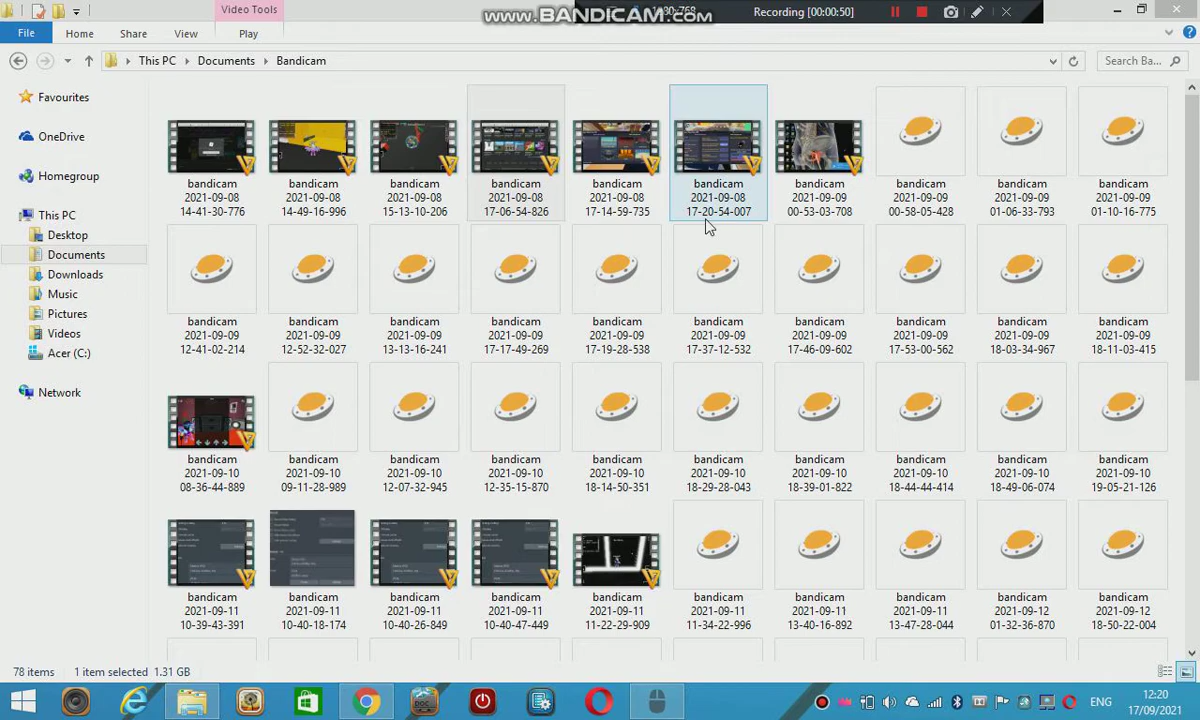 Video Tools
www.BANDICAM.com
Recording [00:00:50]
File
Home
Share
View
Play
This PC
Documents
Bandicam
Search Ba...
Favourites
OneDrive
Homegroup
This PC
Desktop
Documents
Downloads
Music
Pictures
Videos
Acer (C:)
Network
bandicam
2021-09-08
14-41-30-776
bandicam
2021-09-08
14-49-16-996
bandicam
2021-09-08
15-13-10-206
bandicam
2021-09-08
17-06-54-826
bandicam
2021-09-08
17-14-59-735
bandicam
2021-09-08
17-20-54-007
bandicam
2021-09-09
00-53-03-708
bandicam
2021-09-09
00-58-05-428
bandicam
2021-09-09
01-06-33-793
bandicam
2021-09-09
01-10-16-775
bandicam
2021-09-09
12-41-02-214
bandicam
2021-09-09
12-52-32-027
bandicam
2021-09-09
13-13-16-241
bandicam
2021-09-09
17-17-49-269
bandicam
2021-09-09
17-19-28-538
bandicam
2021-09-09
17-37-12-532
bandicam
2021-09-09
17-46-09-602
bandicam
2021-09-09
17-53-00-562
bandicam
2021-09-09
18-03-34-967
bandicam
2021-09-09
18-11-03-415
bandicam
2021-09-10
08-36-44-889
bandicam
2021-09-10
09-11-28-989
bandicam
2021-09-10
12-07-32-945
bandicam
2021-09-10
12-35-15-870
bandicam
2021-09-10
18-14-50-351
bandicam
2021-09-10
18-29-28-043
bandicam
2021-09-10
18-39-01-822
bandicam
2021-09-10
18-44-44-414
bandicam
2021-09-10
18-49-06-074
bandicam
2021-09-10
19-05-21-126
bandicam
2021-09-11
10-39-43-391
bandicam
2021-09-11
10-40-18-174
bandicam
2021-09-11
10-40-26-849
bandicam
2021-09-11
10-40-47-449
bandicam
2021-09-11
11-22-29-909
bandicam
2021-09-11
11-34-22-996
bandicam
2021-09-11
13-40-16-892
bandicam
2021-09-11
13-47-28-044
bandicam
2021-09-12
01-32-36-870
bandicam
2021-09-12
18-50-22-004
78 items
1 item selected 1.31 GB
DOC
ENG
12:20
17/09/2021